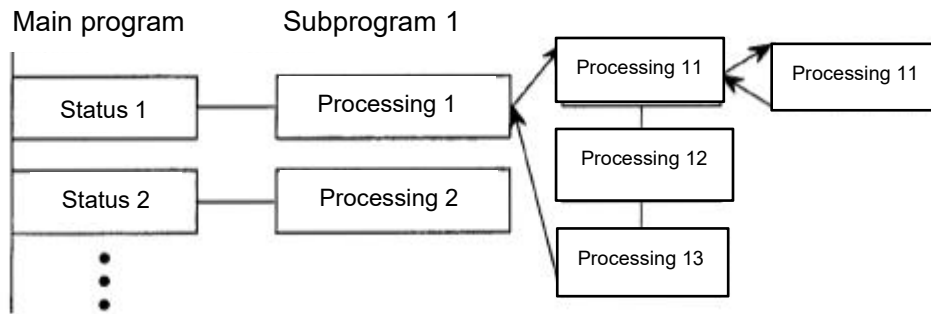 Main program
Subprogram 1
Status 1
Processing 1
Processing 11
Processing 11
Processing 12
Status 2
Processing 2
Processing 13